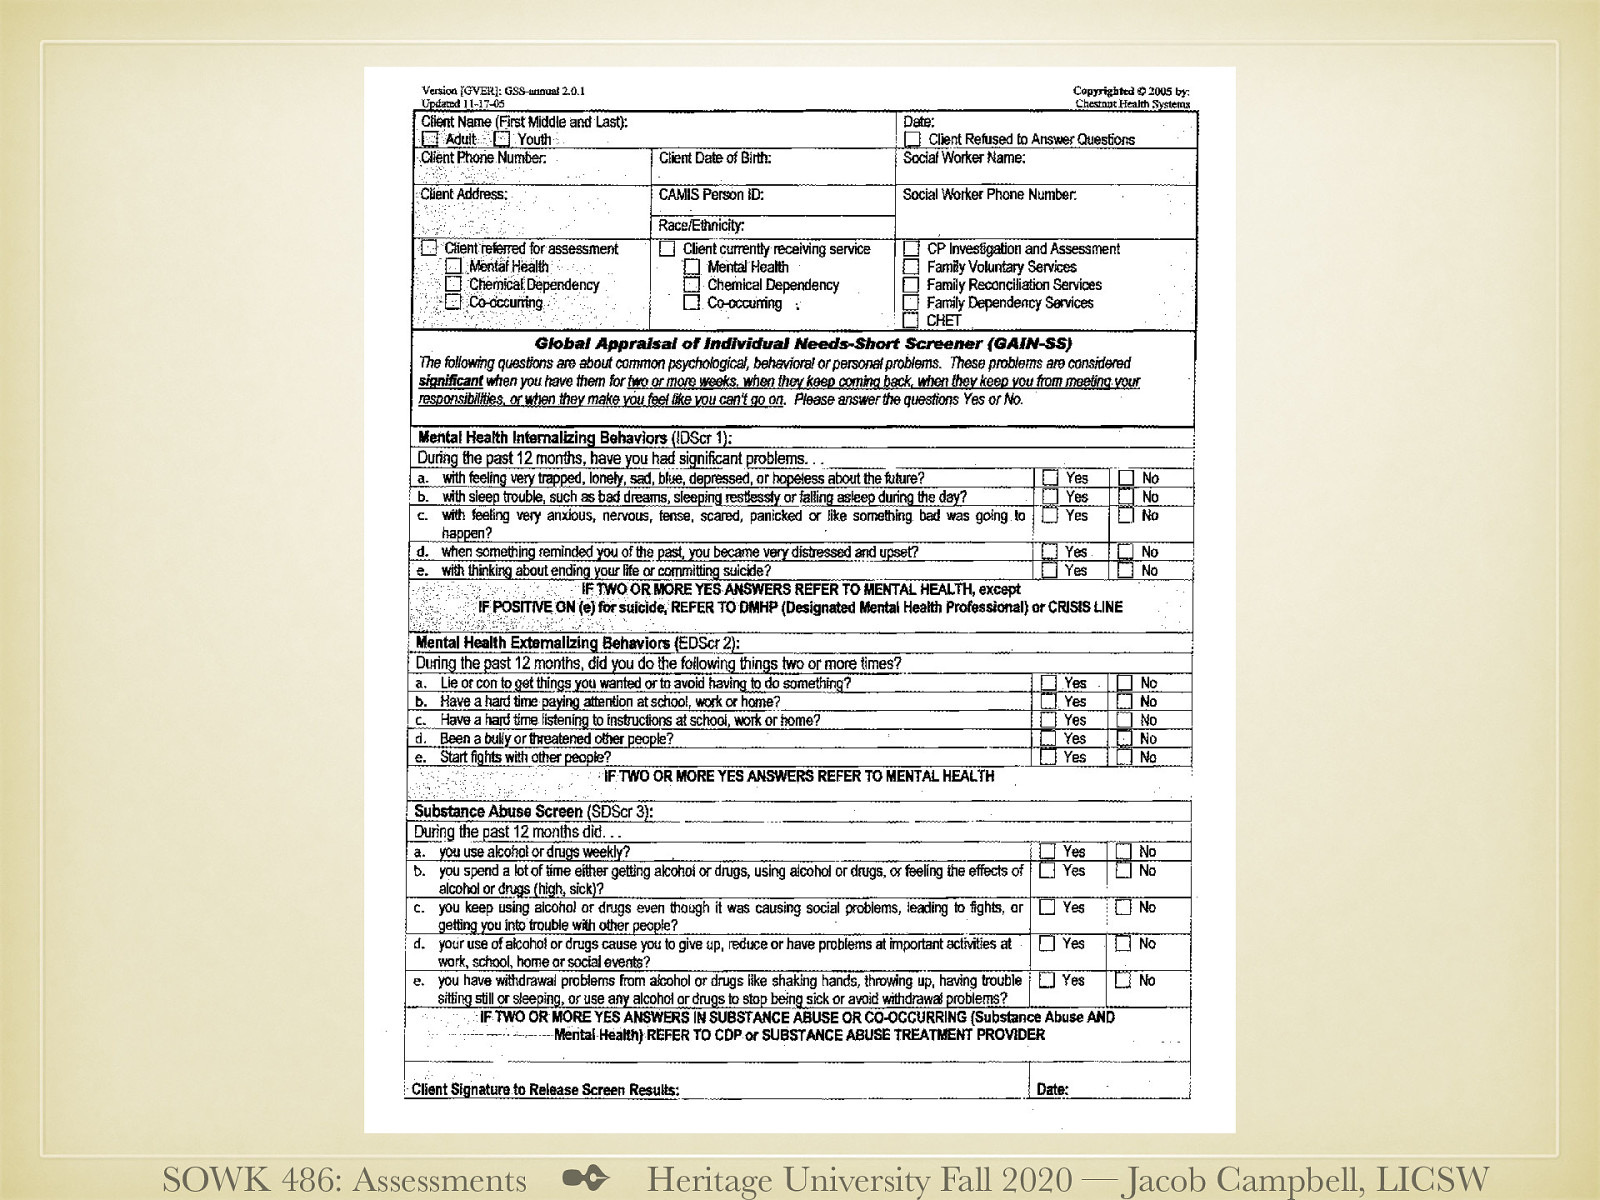 Version [GVER]: GSS-annual 2.0.1
Updated 11-17-05
Copyrighted © 2005 by:
Chestnut Health Systems
Client Name (First Middle and Last):
Adult Youth
Date:
Client Refused to Answer Questions
Client Phone Number:
Client Date of Birth:
Social Worker Name:
Client Address:
CAMIS Person ID:
Social Worker Phone Number:
Race/Ethnicity:
Client referred for assessment
Mental Health
Chemical Dependency
Co-occurring
Client currently receiving service
Mental Health
Chemical Dependency
Co-occurring
CP Investigation and Assessment
Family Voluntary Services
Family Reconciliation Services
Family Dependency Services
CHET
Global Appraisal of Individual Needs-Short Screener (GAIN-SS)
The following questions are about common psychological, behavioral or personal problems. These problems are considered
significant when you have them for two or more weeks, when they keep coming back, when they keep you from meeting your
responsibilities, or when they make you feel like you can't go on. Please answer the questions Yes or No.
Mental Health Internalizing Behaviors (IDScr 1):
During the past 12 months, have you had significant problems. . .
a. with feeling very trapped, lonely, sad, blue, depressed, or hopeless about the future? Yes No
b. with sleep trouble, such as bad dreams, sleeping restlessly or falling asleep during the day? Yes No
c. with feeling very anxious, nervous, tense, scared, panicked or like something bad was going to Yes No
happen?
d. when something reminded you of the past, you became very distressed and upset? Yes No
e. with thinking about ending your life or committing suicide? Yes No
IF TWO OR MORE YES ANSWERS REFER TO MENTAL HEALTH, except
IF POSITIVE ON (e) for suicide, REFER TO DMHP (Designated Mental Health Professional) or CRISIS LINE
Mental Health Externalizing Behaviors (EDScr 2):
During the past 12 months, did you do the following things two or more times?
a. Lie or con to get things you wanted or to avoid having to do something? Yes No
b. Have a hard time paying attention at school, work or home? Yes No
c. Have a hard time listening to instructions at school, work or home? Yes No
d. Been a bully or threatened other people? Yes No
e. Start fights with other people? Yes No
IF TWO OR MORE YES ANSWERS REFER TO MENTAL HEALTH
Substance Abuse Screen (SDScr 3):
During the past 12 months did. . .
a. you use alcohol or drugs weekly? Yes No
b. you spend a lot of time either getting alcohol or drugs, using alcohol or drugs, or feeling the effects of Yes No
alcohol or drugs (high, sick)?
c. you keep using alcohol or drugs even though it was causing social problems, leading to fights, or Yes No
getting you into trouble with other people?
d. your use of alcohol or drugs cause you to give up, reduce or have problems at important activities at Yes No
work, school, home or social events?
e. you have withdrawal problems from alcohol or drugs like shaking hands, throwing up, having trouble Yes No
sitting still or sleeping, or use any alcohol or drugs to stop being sick or avoid withdrawal problems?
IF TWO OR MORE YES ANSWERS IN SUBSTANCE ABUSE OR CO-OCCURRING (Substance Abuse AND
Mental Health) REFER TO CDP or SUBSTANCE ABUSE TREATMENT PROVIDER
Client Signature to Release Screen Results:
Date:
SOWK 486: Assessments Heritage University Fall 2020 — Jacob Campbell, LICSW